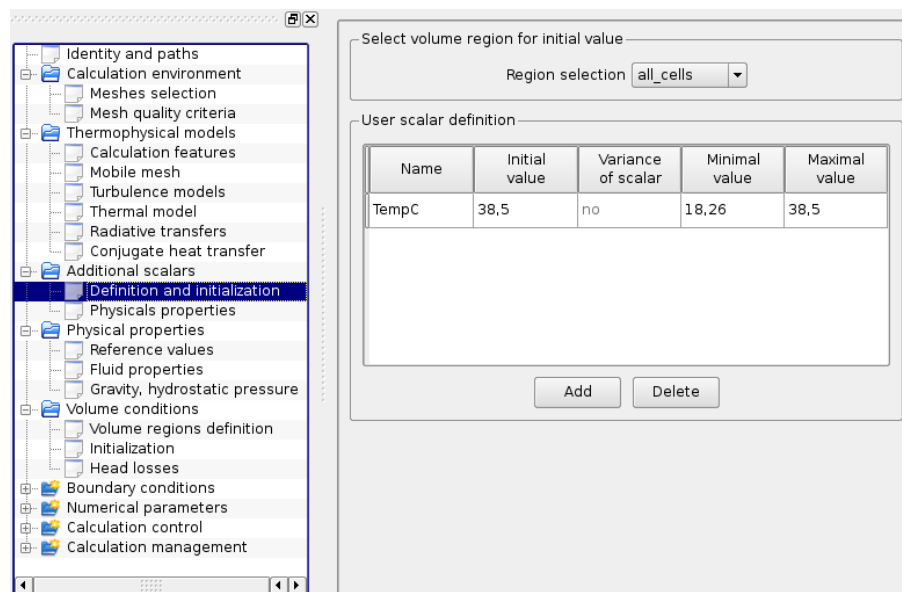 Identity and paths
Calculation environment
Meshes selection
Mesh quality criteria
Thermophysical models
Calculation features
Mobile mesh
Turbulence models
Thermal model
Radiative transfers
Conjugate heat transfer
Additional scalars
Definition and initialization
Physicals properties
Physical properties
Reference values
Fluid properties
Gravity, hydrostatic pressure
Volume conditions
Volume regions definition
Initialization
Head losses
Boundary conditions
Numerical parameters
Calculation control
Calculation management
Select volume region for initial value
Region selection all_cells
User scalar definition
Name
Initial
value
Variance
of scalar
Minimal
value
Maximal
value
TempC 38,5 no 18,26 38,5
Add Delete